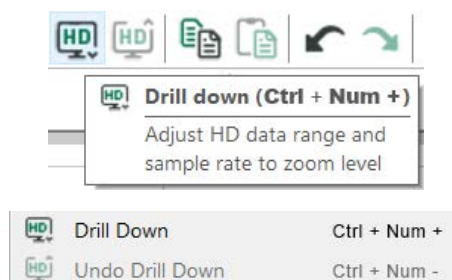 HD HD
HD Drill down (Ctrl + Num +)
Adjust HD data range and
sample rate to zoom level
HD Drill Down Ctrl + Num +
HD Undo Drill Down Ctrl + Num -